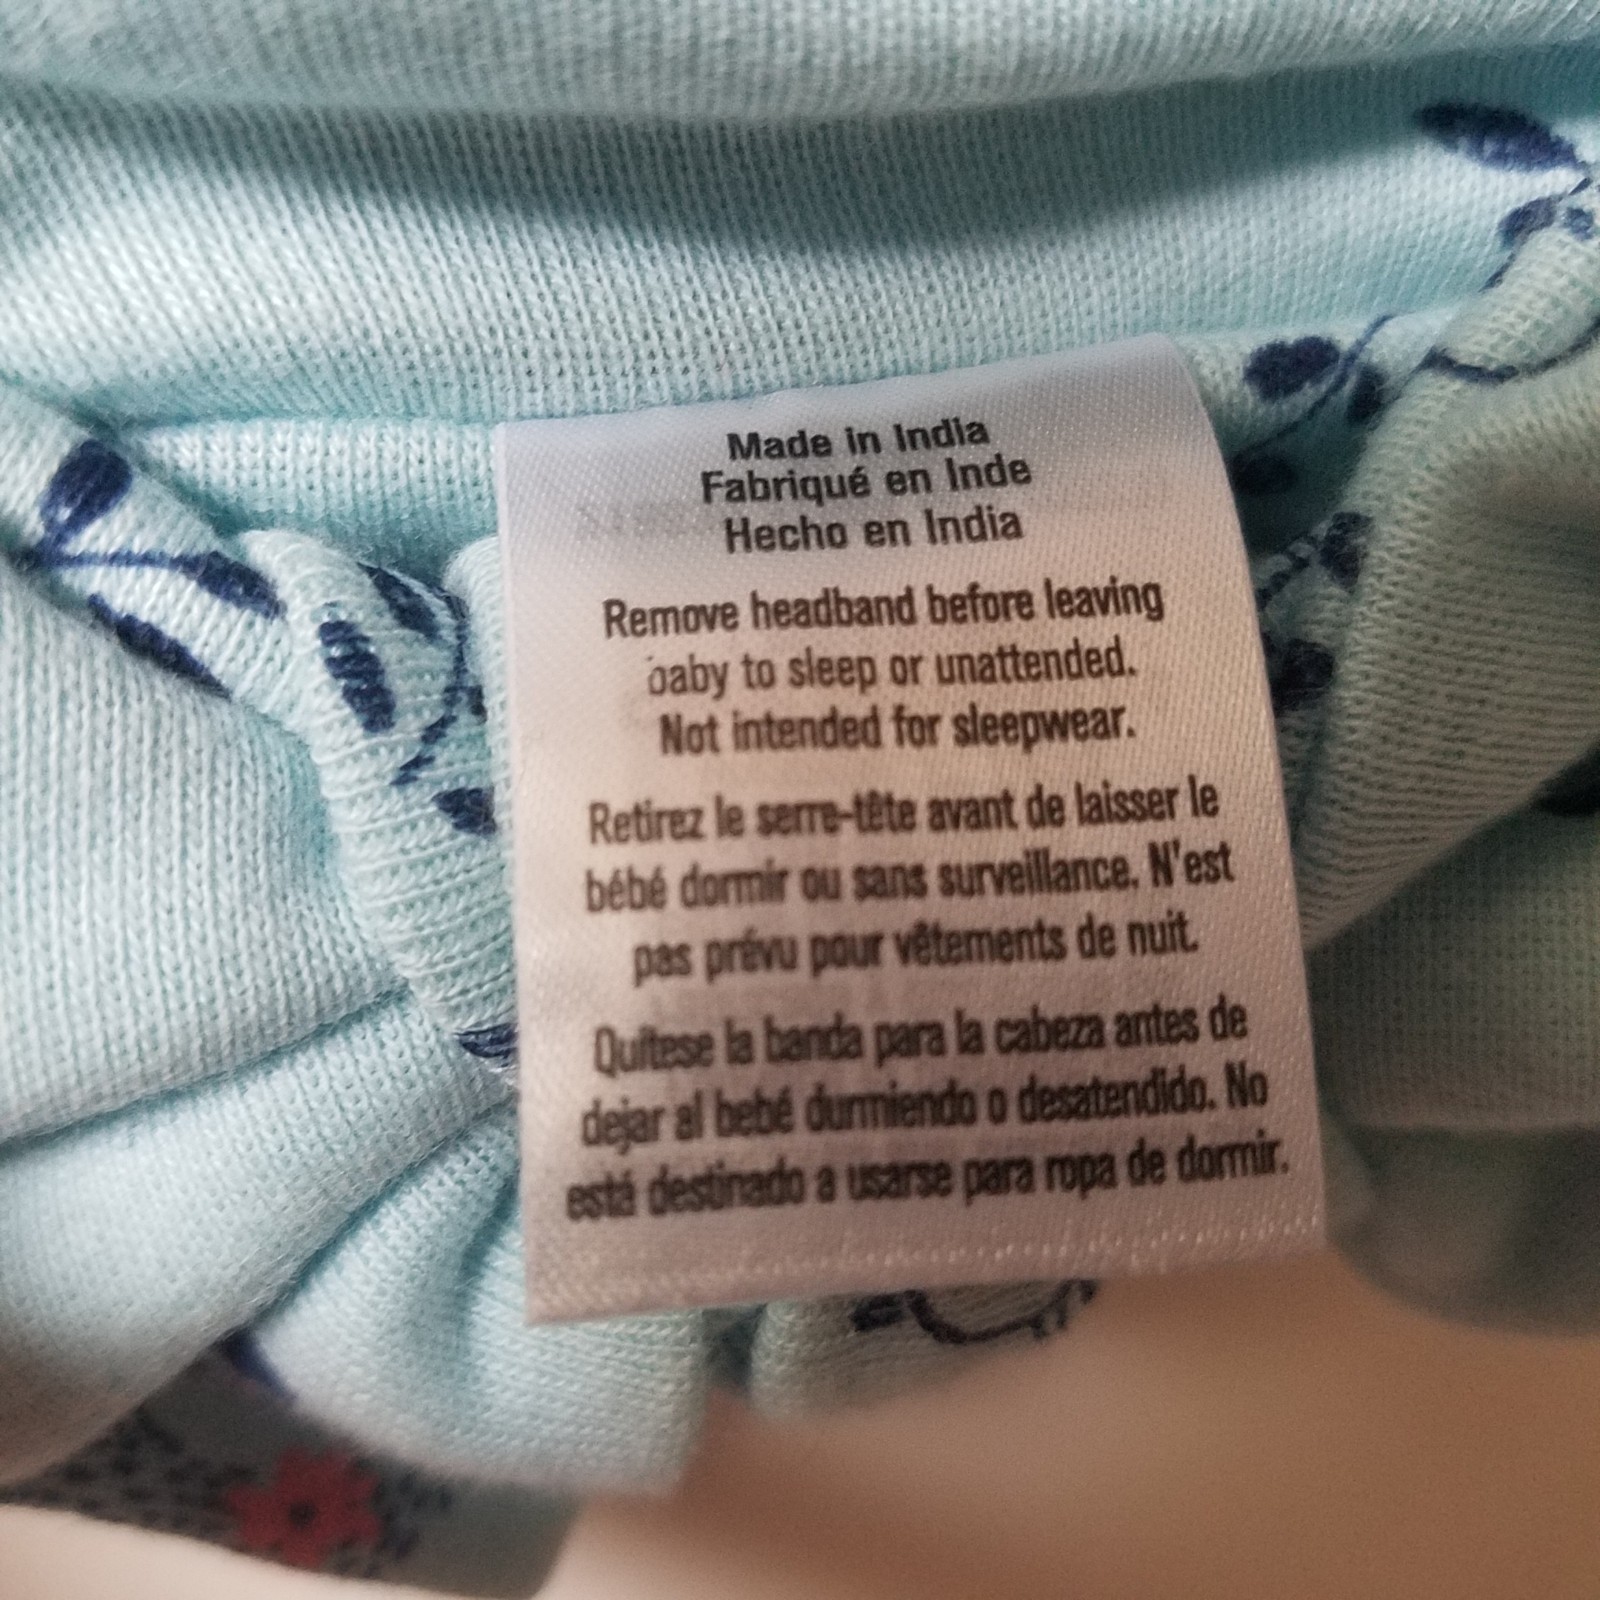 Made in India
Fabriqué en Inde
Hecho en India
Remove headband before leaving
baby to sleep or unattended.
Not intended for sleepwear.
Retirez le serre-tête avant de laisser le
bébé dormir ou sans surveillance. N'est
pas prévu pour vêtements de nuit.
Quítese la banda para la cabeza antes de
dejar al bebé durmiendo o desatendido. No
está destinado a usarse para ropa de dormir.